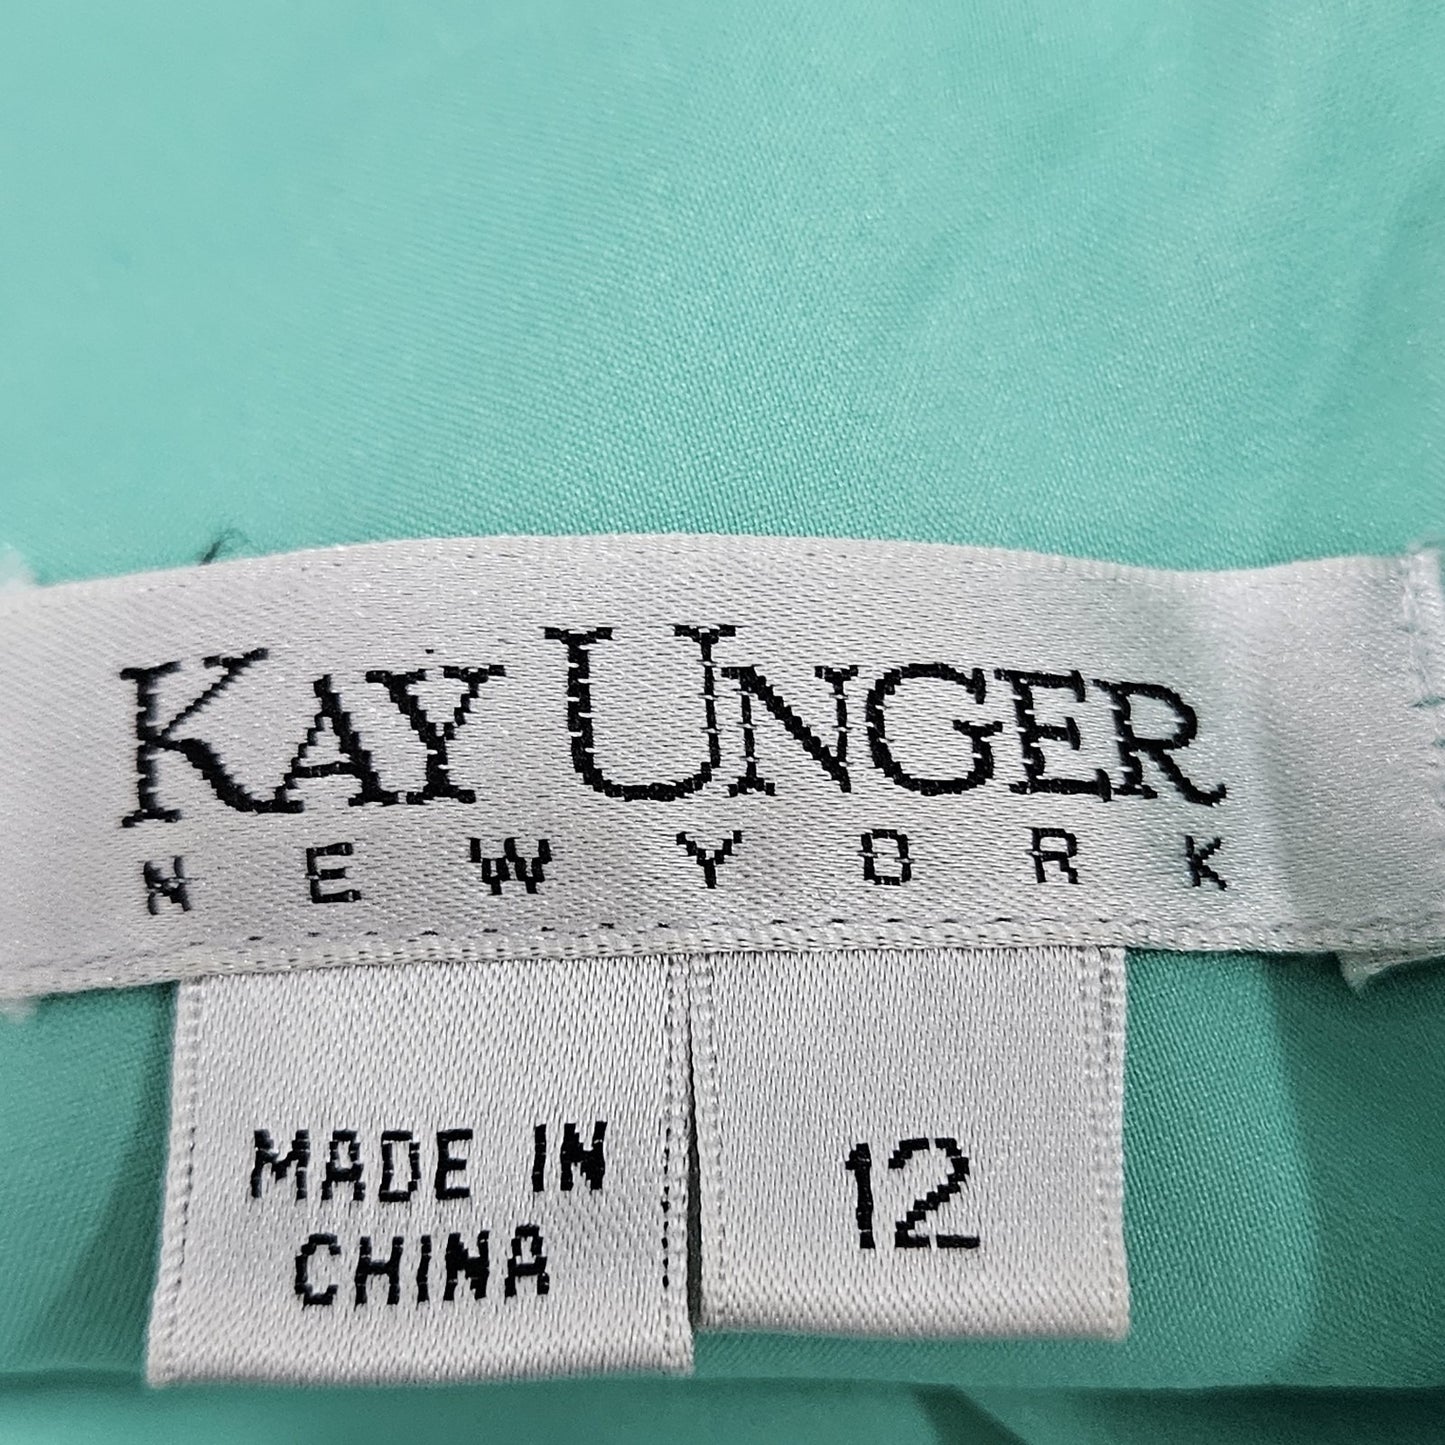 KAY UNGER
NEW YORK
MADE IN
CHINA
12